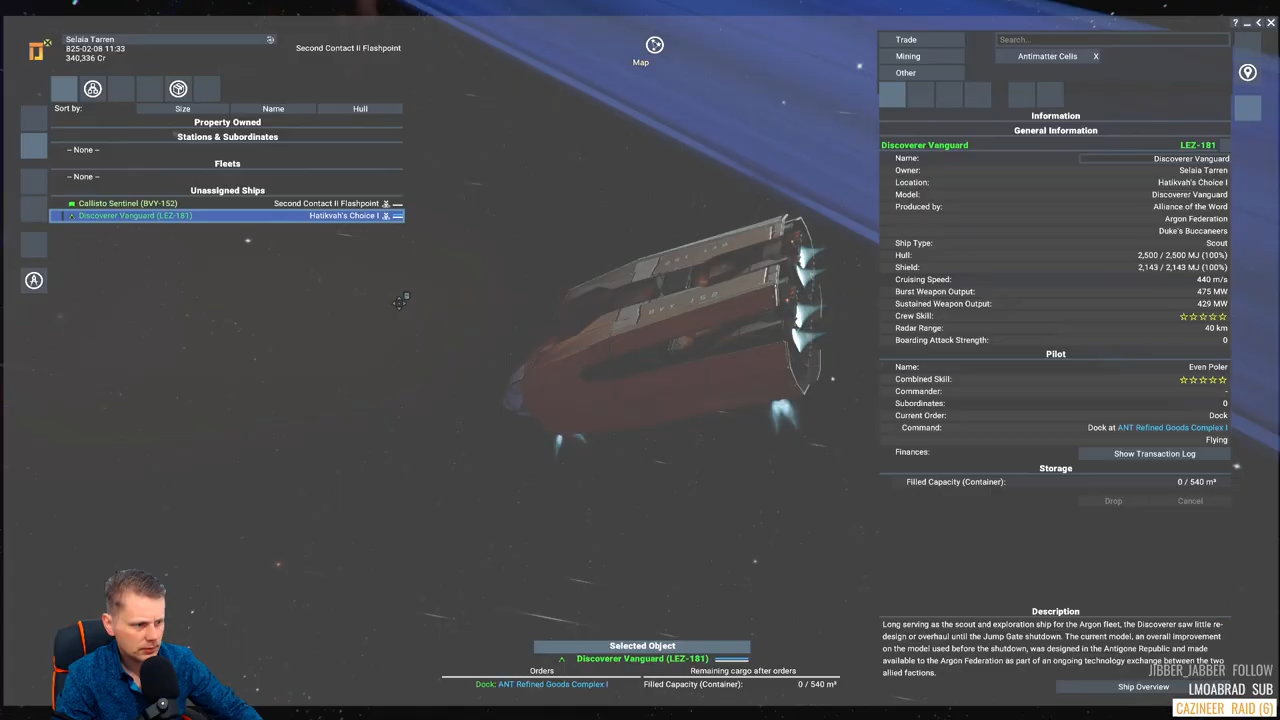 Selaia Tarren
825-02-08 11:33
340,336 Cr
Second Contact II Flashpoint
Map
Sort by:
Size
Name
Hull
Property Owned
Stations & Subordinates
-- None --
Fleets
-- None --
Unassigned Ships
Callisto Sentinel (BVY-152) Second Contact II Flashpoint
Discoverer Vanguard (LEZ-181) Hatikvah's Choice I
Trade
Mining
Other
Search...
Antimatter Cells X
Information
General Information
Discoverer Vanguard LEZ-181
Name: Discoverer Vanguard
Owner: Selaia Tarren
Location: Hatikvah's Choice I
Model: Discoverer Vanguard
Produced by: Alliance of the Word
Argon Federation
Duke's Buccaneers
Ship Type: Scout
Hull: 2,500 / 2,500 MJ (100%)
Shield: 2,143 / 2,143 MJ (100%)
Cruising Speed: 440 m/s
Burst Weapon Output: 475 MW
Sustained Weapon Output: 429 MW
Crew Skill: ☆☆☆☆☆
Radar Range: 40 km
Boarding Attack Strength: 0
Pilot
Name: Even Poler
Combined Skill: ☆☆☆☆☆
Commander: -
Subordinates: 0
Current Order: Dock
Command: Dock at ANT Refined Goods Complex I
Flying
Finances: Show Transaction Log
Storage
Filled Capacity (Container): 0 / 540 m³
Drop Cancel
Description
Long serving as the scout and exploration ship for the Argon fleet, the Discoverer saw little re-
design or overhaul until the Jump Gate shutdown. The current model, an overall improvement
on the model used before the shutdown, was designed in the Antigone Republic and made
available to the Argon Federation as part of an ongoing technology exchange between the two
allied factions.
Ship Overview
Selected Object
Discoverer Vanguard (LEZ-181)
Orders Remaining cargo after orders
Dock: ANT Refined Goods Complex I Filled Capacity (Container): 0 / 540 m³
JIBBER_JABBER FOLLOW
LMOABRAD SUB
CAZINEER RAID (6)